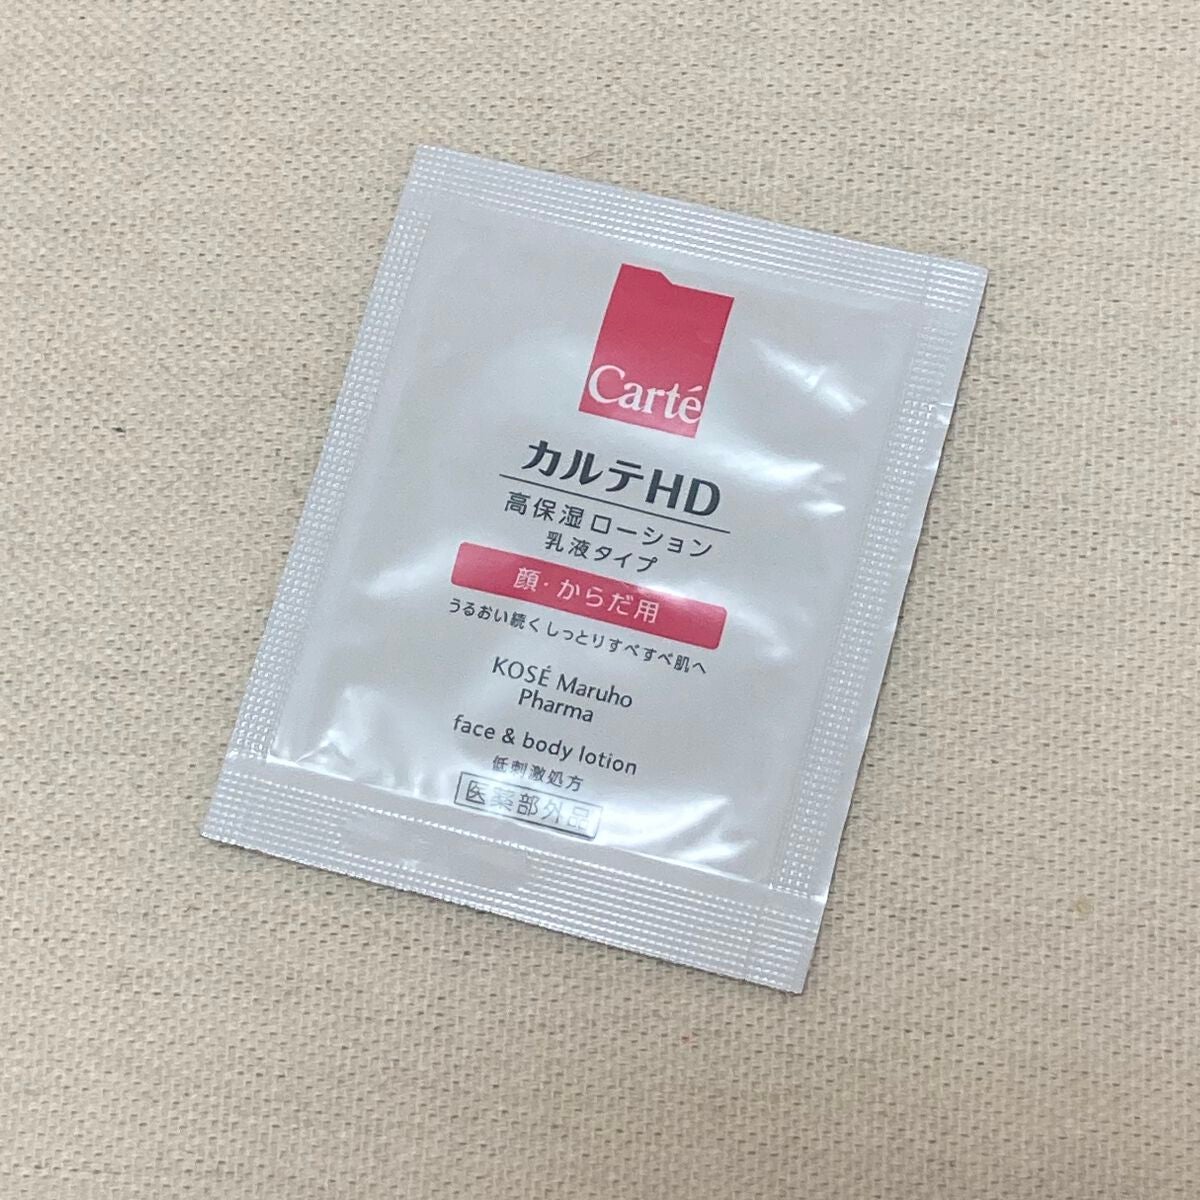 Carté
カルテHD
高保湿ローション
乳液タイプ
顔・からだ用
うるおい続くしっとりすべすべ肌へ
KOSÉ Maruho
Pharma
face & body lotion
低刺激処方
医薬部外品